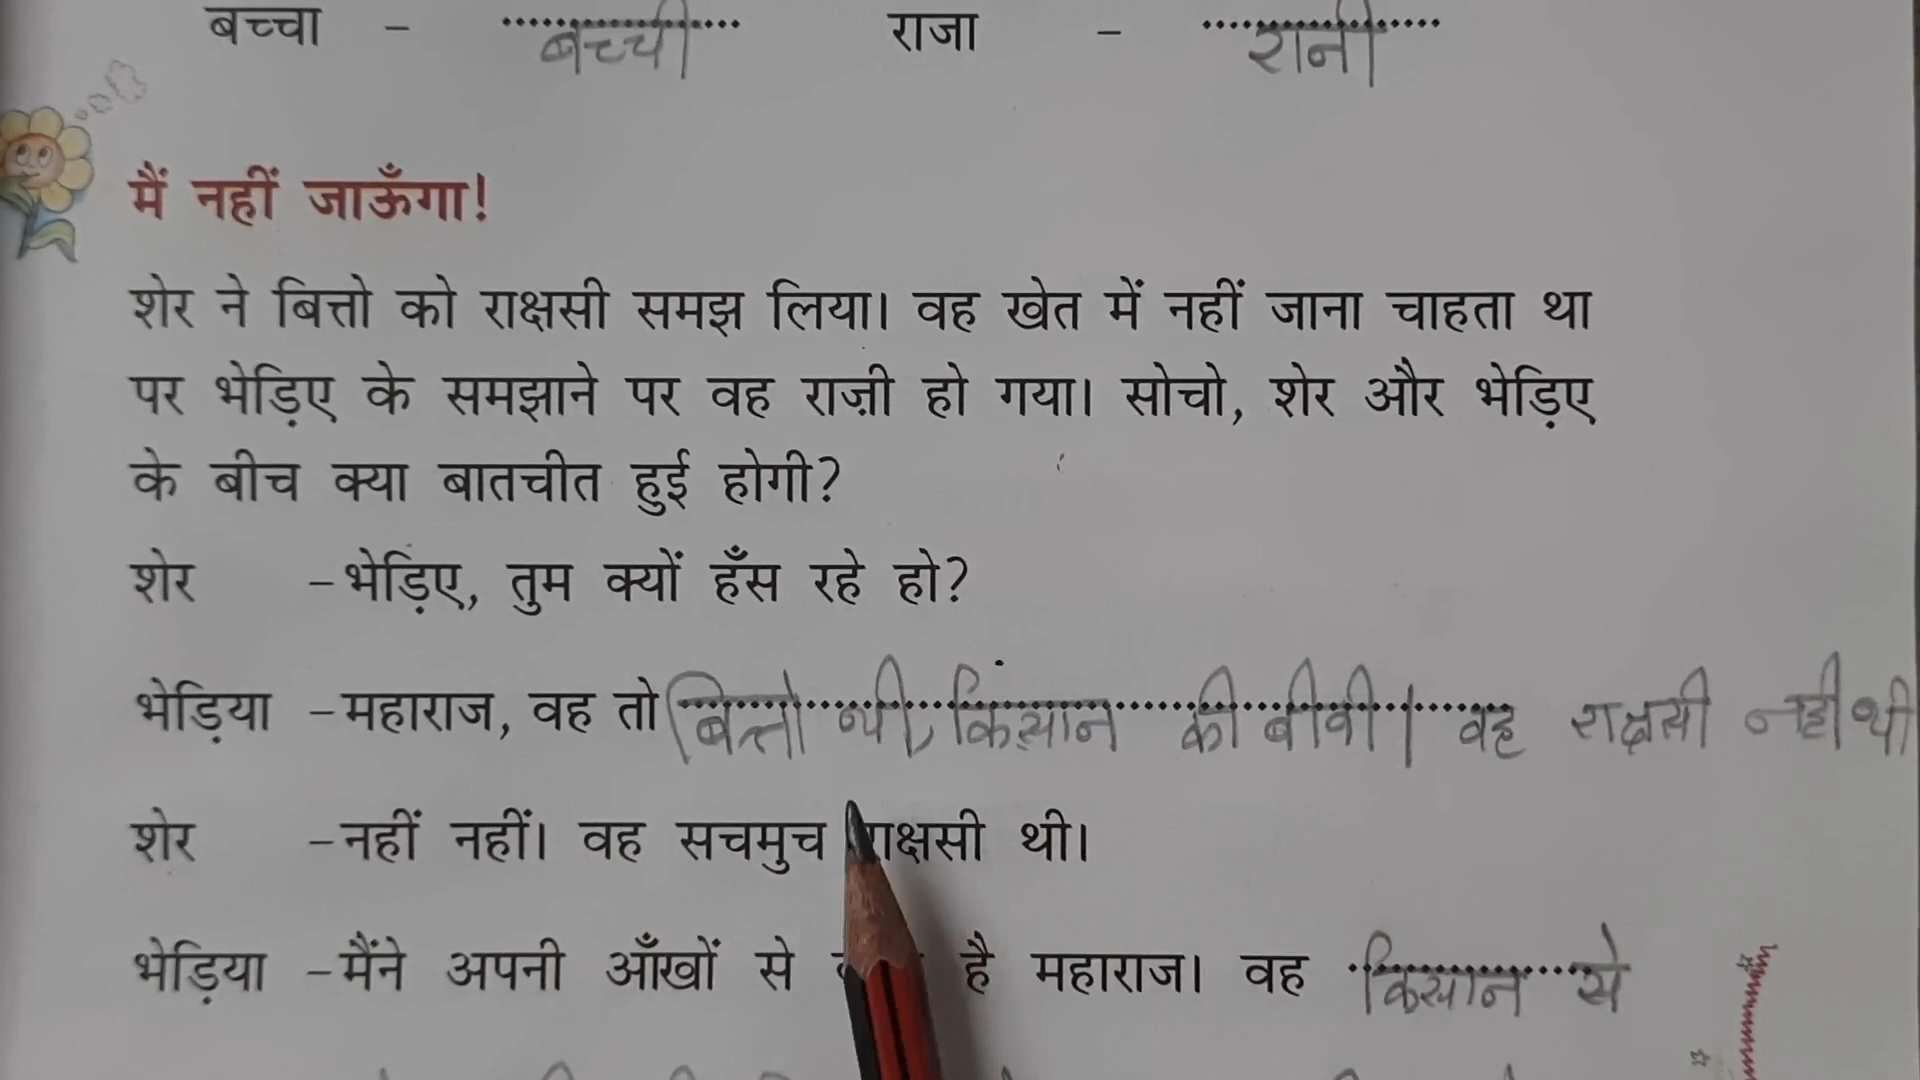 बच्चा - बच्ची राजा - रानी
मैं नहीं जाऊँगा!
शेर ने बित्तो को राक्षसी समझ लिया। वह खेत में नहीं जाना चाहता था
पर भेड़िए के समझाने पर वह राज़ी हो गया। सोचो, शेर और भेड़िए
के बीच क्या बातचीत हुई होगी?
शेर - भेड़िए, तुम क्यों हँस रहे हो?
भेड़िया - महाराज, वह तो बित्तो थी, किसान की बीवी। वह राक्षसी नहीं थी
शेर - नहीं नहीं। वह सचमुच राक्षसी थी।
भेड़िया - मैंने अपनी आँखों से है महाराज। वह किसान से